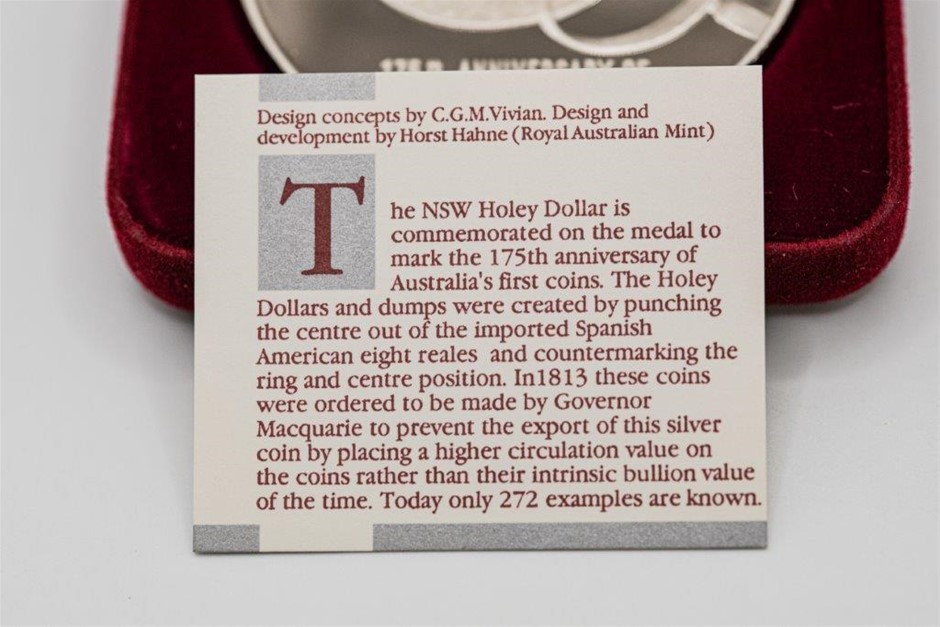 175th ANNIVERSARY OF
Design concepts by C.G.M.Vivian. Design and
development by Horst Hahne (Royal Australian Mint)
The NSW Holey Dollar is
commemorated on the medal to
mark the 175th anniversary of
Australia's first coins. The Holey
Dollars and dumps were created by punching
the centre out of the imported Spanish
American eight reales and countermarking the
ring and centre position. In1813 these coins
were ordered to be made by Governor
Macquarie to prevent the export of this silver
coin by placing a higher circulation value on
the coins rather than their intrinsic bullion value
of the time. Today only 272 examples are known.